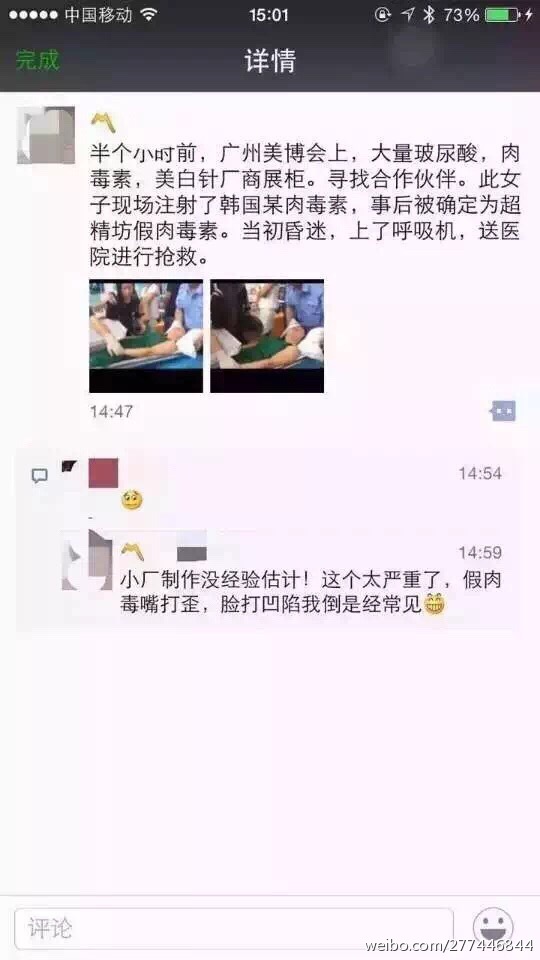 中国移动 15:01 73%
完成 详情
半个小时前，广州美博会上，大量玻尿酸，肉
毒素，美白针厂商展柜。寻找合作伙伴。此女
子现场注射了韩国某肉毒素，事后被确定为超
精坊假肉毒素。当初昏迷，上了呼吸机，送医
院进行抢救。
14:47
14:54
14:59
小厂制作没经验估计！这个太严重了，假肉
毒嘴打歪，脸打凹陷我倒是经常见
评论
weibo.com/277446844